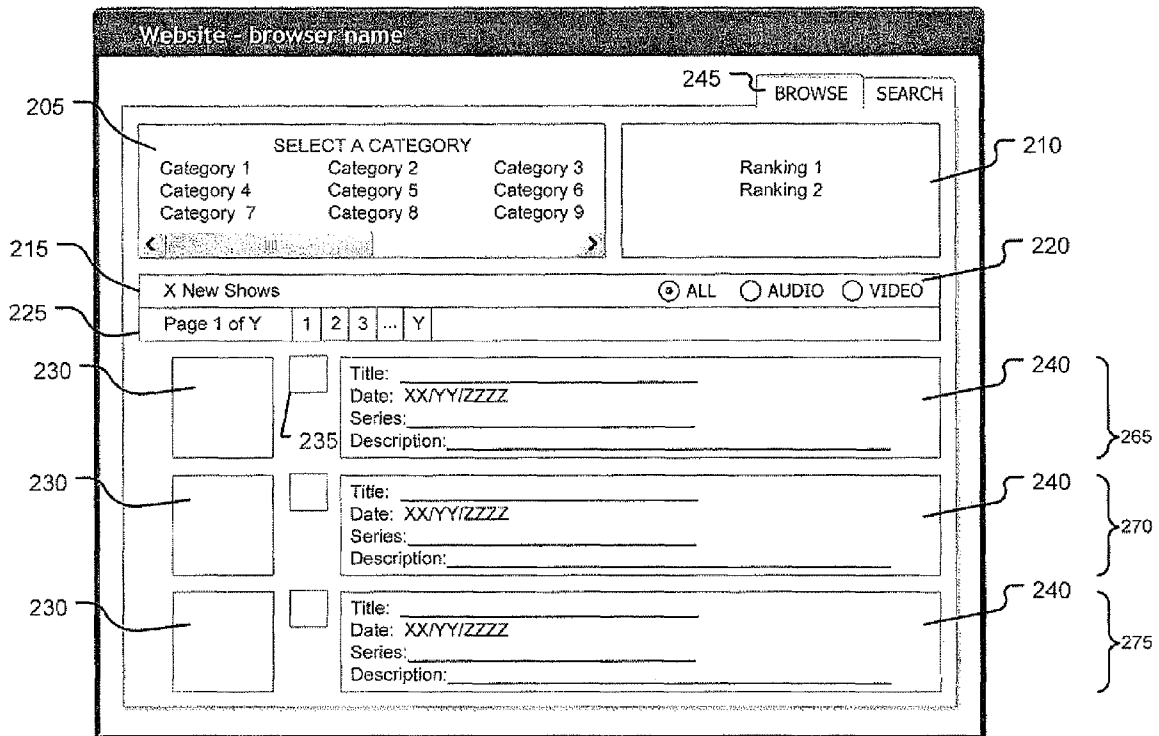 Website - browser name
245 BROWSE SEARCH
205
SELECT A CATEGORY
Category 1 Category 2 Category 3
Category 4 Category 5 Category 6
Category 7 Category 8 Category 9
< >
Ranking 1
Ranking 2
210
215 X New Shows ALL AUDIO VIDEO 220
225 Page 1 of Y 1 2 3 ... Y
230 Title: 240
Date: XX/YY/ZZZZ
Series:
235 Description: 265
230 Title: 240
Date: XX/YY/ZZZZ 270
Series:
Description:
230 Title: 240
Date: XX/YY/ZZZZ
Series: 275
Description: